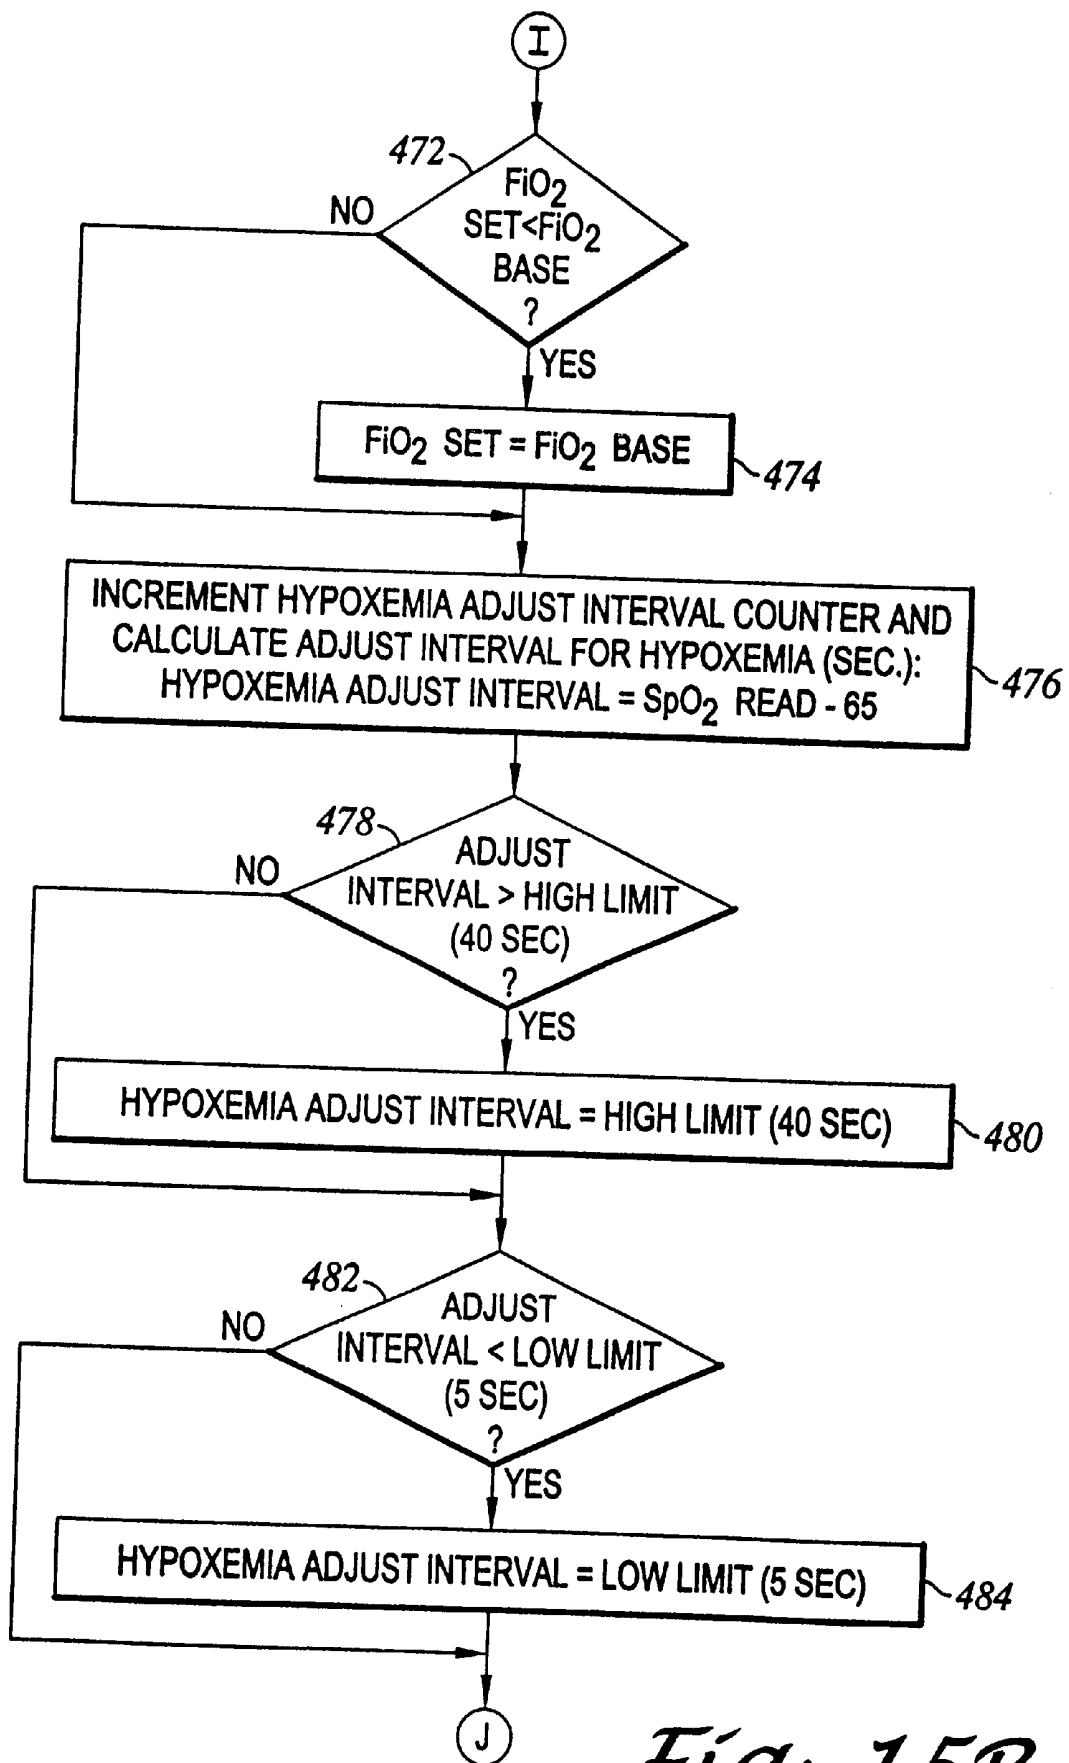 I
472
FiO2
SET<FiO2
BASE
?
NO
YES
FiO2 SET = FiO2 BASE
474
INCREMENT HYPOXEMIA ADJUST INTERVAL COUNTER AND
CALCULATE ADJUST INTERVAL FOR HYPOXEMIA (SEC.):
HYPOXEMIA ADJUST INTERVAL = SpO2 READ - 65
476
478
ADJUST
INTERVAL > HIGH LIMIT
(40 SEC)
?
NO
YES
HYPOXEMIA ADJUST INTERVAL = HIGH LIMIT (40 SEC)
480
482
ADJUST
INTERVAL < LOW LIMIT
(5 SEC)
?
NO
YES
HYPOXEMIA ADJUST INTERVAL = LOW LIMIT (5 SEC)
484
J
Fig. 15B